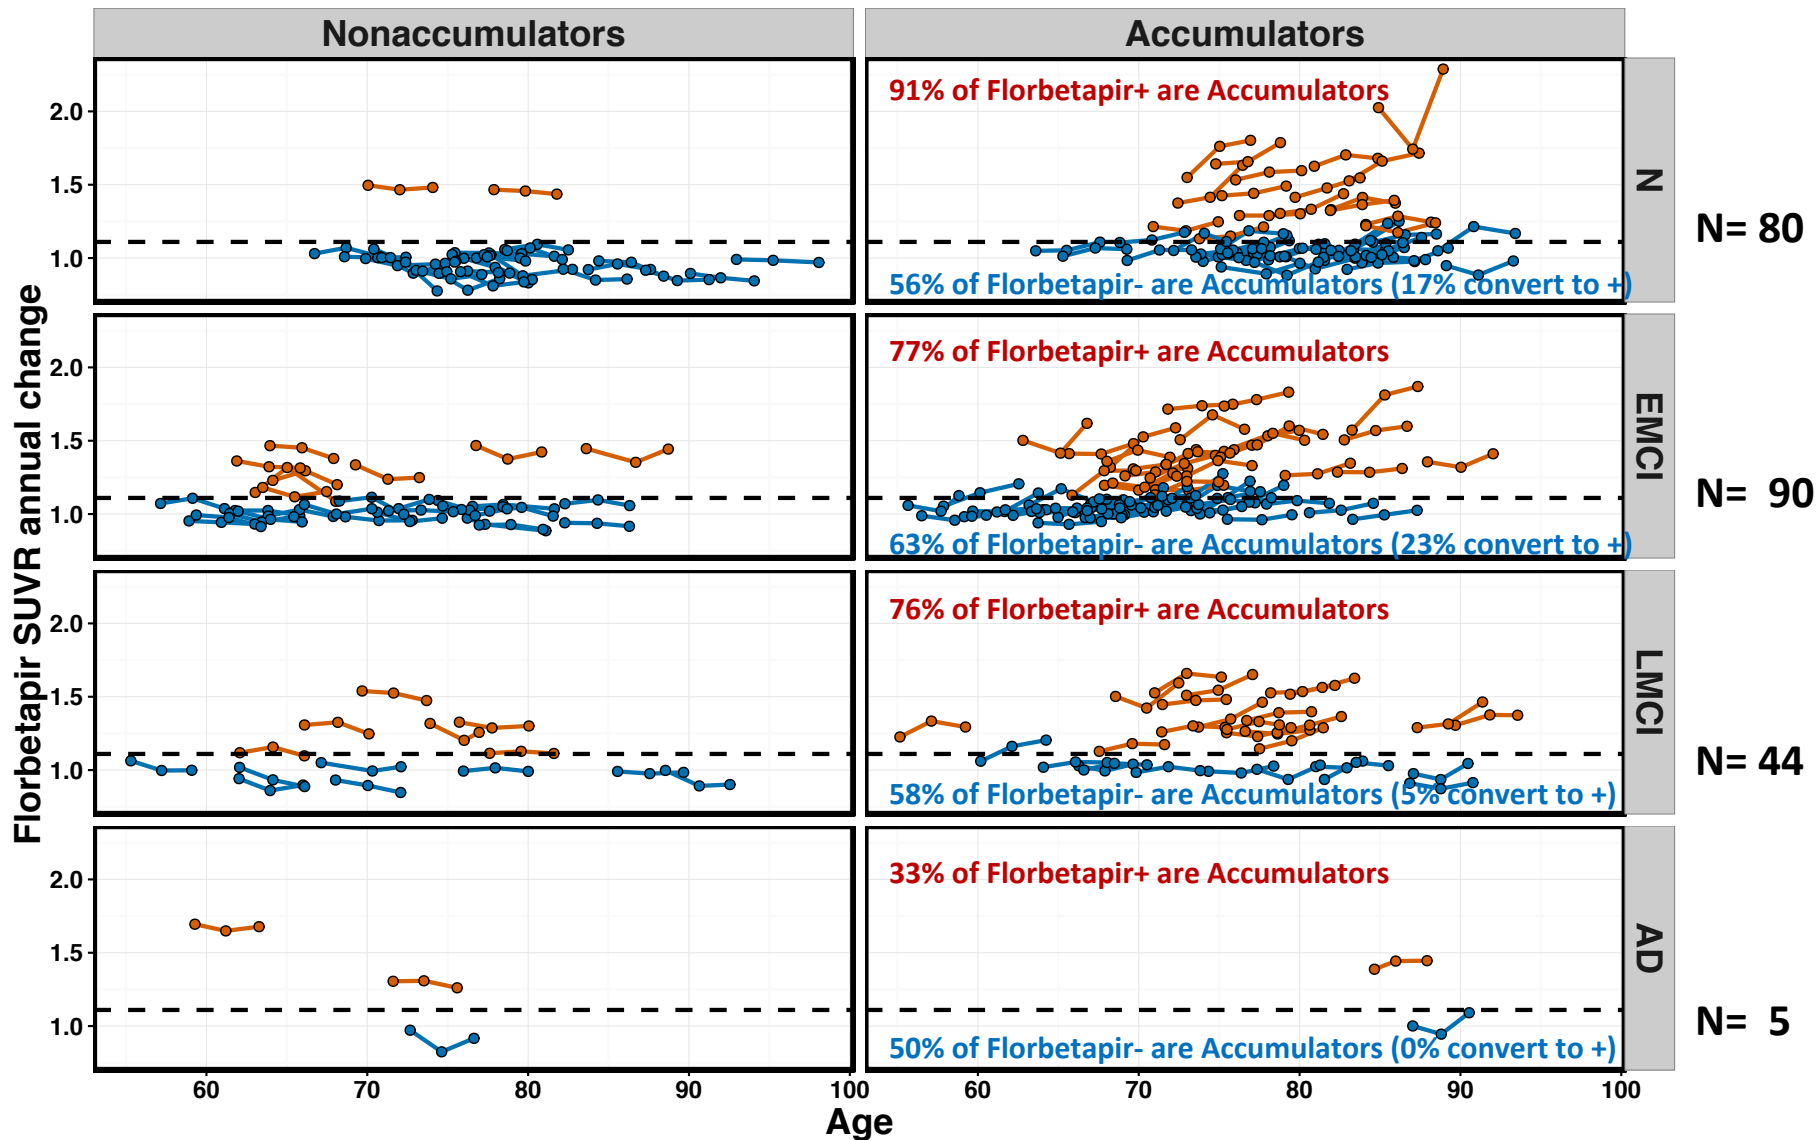 Nonaccumulators
Accumulators
Florbetapir SUVR annual change
2.0
1.5
1.0
91% of Florbetapir+ are Accumulators
56% of Florbetapir- are Accumulators (17% convert to +)
N
N= 80
2.0
1.5
1.0
77% of Florbetapir+ are Accumulators
63% of Florbetapir- are Accumulators (23% convert to +)
EMCI
N= 90
2.0
1.5
1.0
76% of Florbetapir+ are Accumulators
58% of Florbetapir- are Accumulators (5% convert to +)
LMCI
N= 44
2.0
1.5
1.0
33% of Florbetapir+ are Accumulators
50% of Florbetapir- are Accumulators (0% convert to +)
AD
N= 5
60 70 80 90 100
60 70 80 90 100
Age